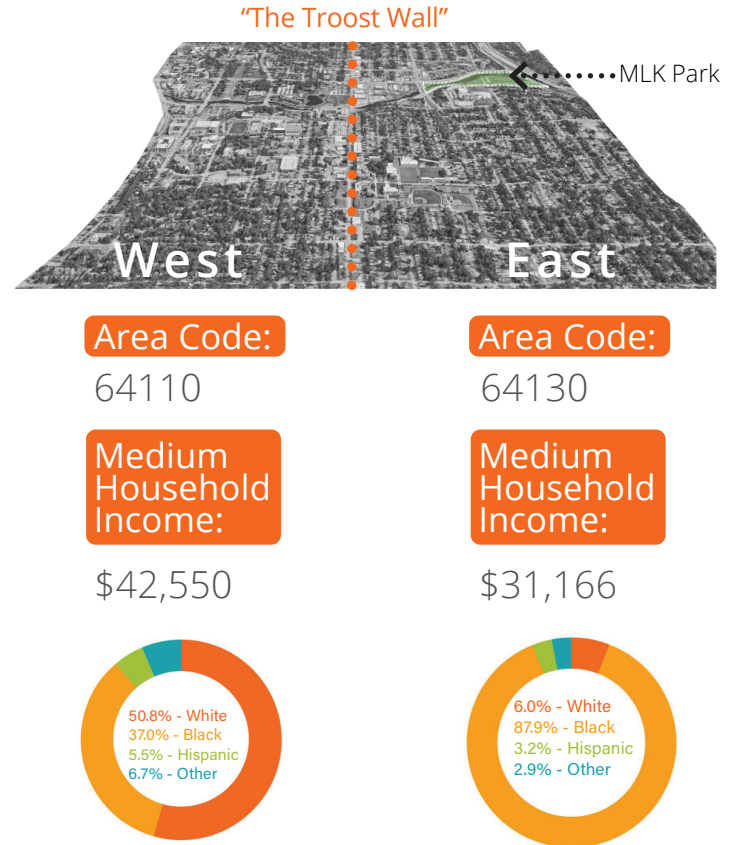 “The Troost Wall”
MLK Park
West
East
Area Code:
64110
Medium
Household
Income:
$42,550
50.8% - White
37.0% - Black
5.5% - Hispanic
6.7% - Other
Area Code:
64130
Medium
Household
Income:
$31,166
6.0% - White
87.9% - Black
3.2% - Hispanic
2.9% - Other